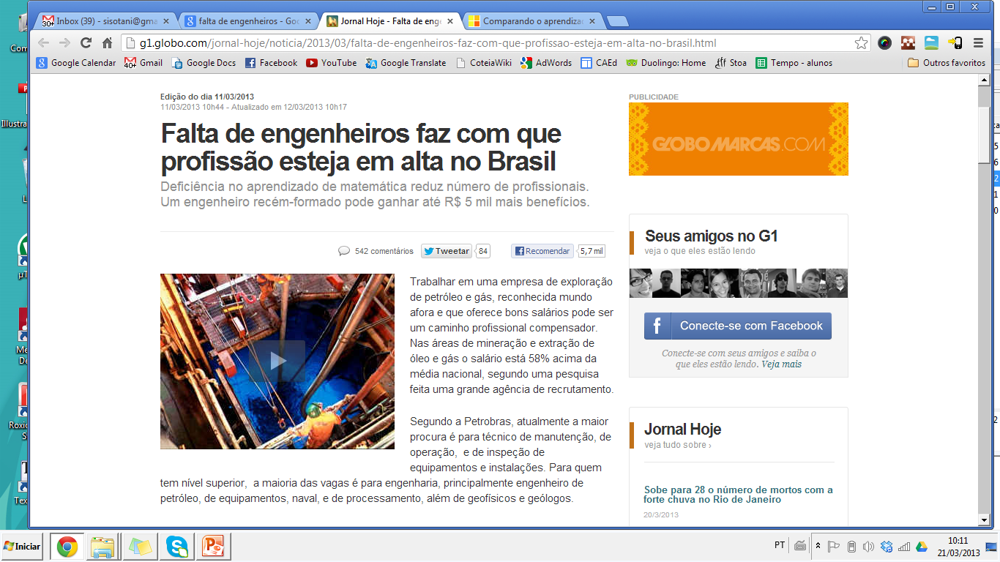 Inbox (39) - sisotani@gma
falta de engenheiros - Goo
Jornal Hoje - Falta de eng
Comparando o aprendiza
g1.globo.com/jornal-hoje/noticia/2013/03/falta-de-engenheiros-faz-com-que-profissao-esteja-em-alta-no-brasil.html
Google Calendar Gmail Google Docs Facebook YouTube Google Translate CoteiaWiki AdWords CAEd Duolingo: Home Stoa Tempo - alunos Outros favoritos
Edição do dia 11/03/2013
11/03/2013 10h44 - Atualizado em 12/03/2013 10h17
Falta de engenheiros faz com que
profissão esteja em alta no Brasil
Deficiência no aprendizado de matemática reduz número de profissionais.
Um engenheiro recém-formado pode ganhar até R$ 5 mil mais benefícios.
542 comentários Tweetar 84 Recomendar 5,7 mil
Trabalhar em uma empresa de exploração
de petróleo e gás, reconhecida mundo
afora e que oferece bons salários pode ser
um caminho profissional compensador.
Nas áreas de mineração e extração de
óleo e gás o salário está 58% acima da
média nacional, segundo uma pesquisa
feita uma grande agência de recrutamento.
Segundo a Petrobras, atualmente a maior
procura é para técnico de manutenção, de
operação, e de inspeção de
equipamentos e instalações. Para quem
tem nível superior, a maioria das vagas é para engenharia, principalmente engenheiro de
petróleo, de equipamentos, naval, e de processamento, além de geofísicos e geólogos.
PUBLICIDADE
GLOBOMARCAS.COM
Seus amigos no G1
veja o que eles estão lendo
f Conecte-se com Facebook
Conecte-se com seus amigos e saiba o
que eles estão lendo. Veja mais
Jornal Hoje
veja tudo sobre ›
Sobe para 28 o número de mortos com a
forte chuva no Rio de Janeiro
20/3/2013
Iniciar
PT
10:11
21/03/2013